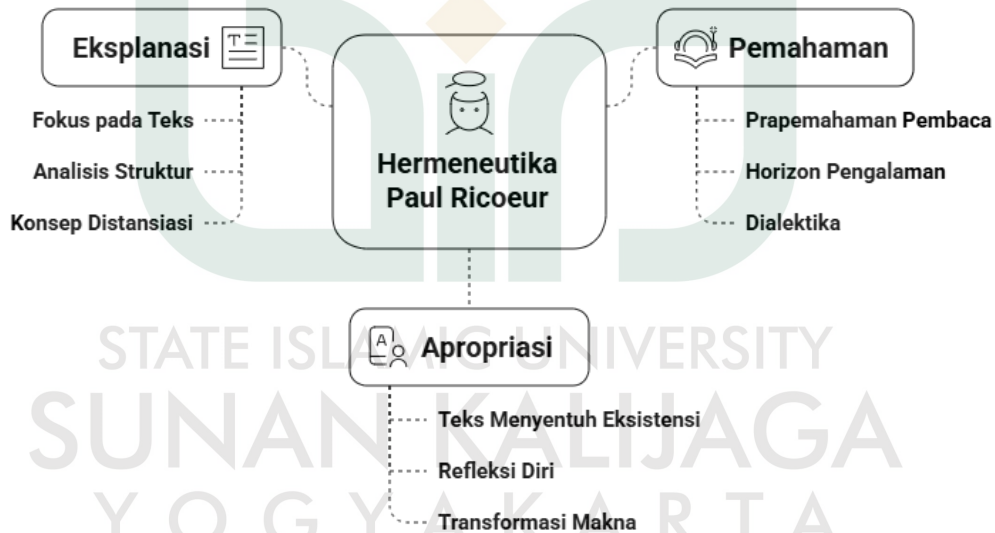 Eksplanasi
Fokus pada Teks
Analisis Struktur
Konsep Distansiasi
Hermeneutika
Paul Ricoeur
Pemahaman
Prapemahaman Pembaca
Horizon Pengalaman
Dialektika
Apropriasi
Teks Menyentuh Eksistensi
Refleksi Diri
Transformasi Makna
STATE ISLAMIC UNIVERSITY
SUNAN KALIJAGA
YOGYAKARTA